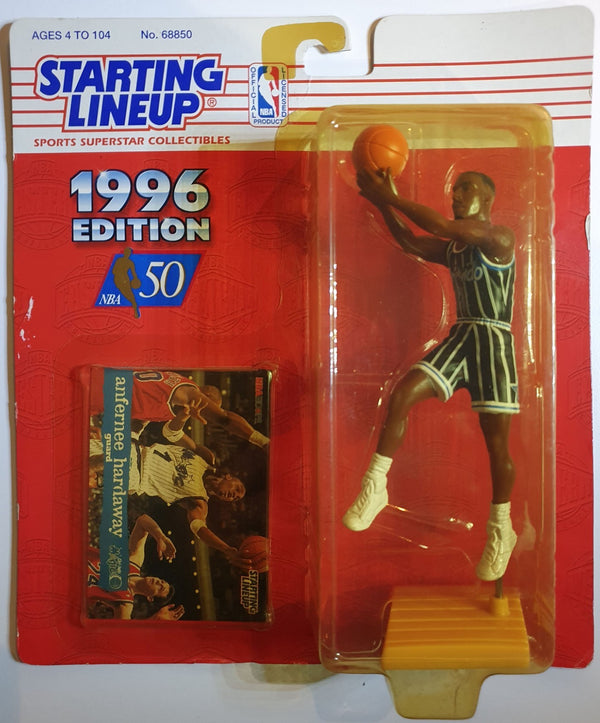 AGES 4 TO 104 No. 68850
STARTING
LINEUP®
SPORTS SUPERSTAR COLLECTIBLES
OFFICIAL
LICENSED
NBA
PRODUCT
1996
EDITION
NBA 50
anfernee hardaway
guard
STARTING
LINEUP